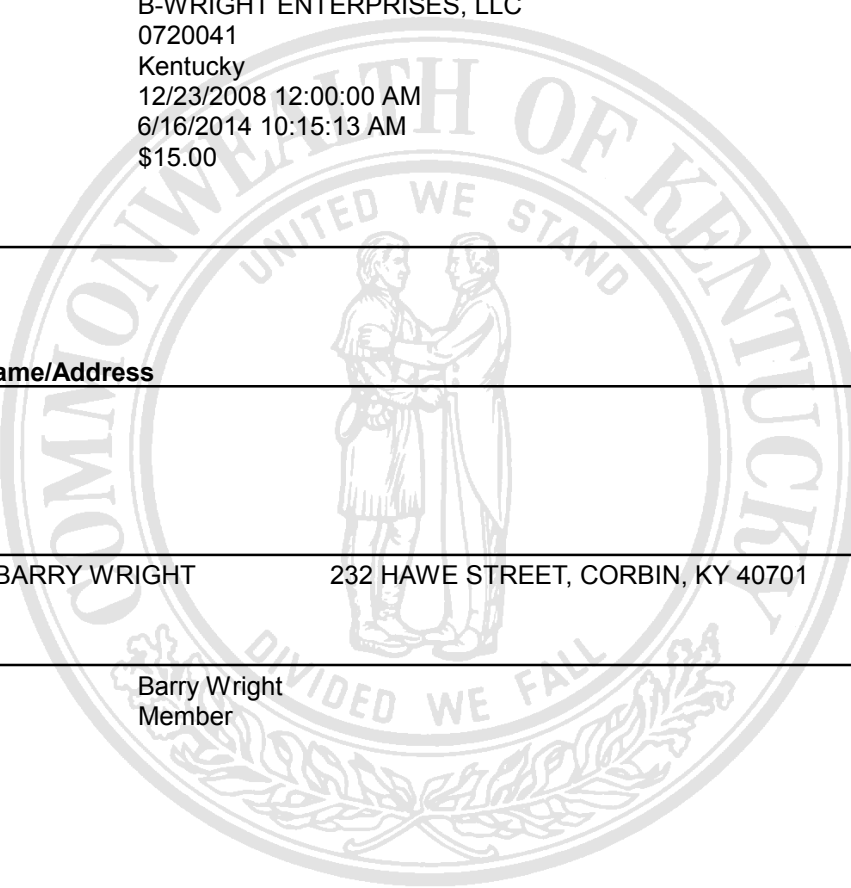 B-WRIGHT ENTERPRISES, LLC
0720041
Kentucky
12/23/2008 12:00:00 AM
6/16/2014 10:15:13 AM
$15.00
COMMONWEALTH OF KENTUCKY
UNITED WE STAND
ame/Address
BARRY WRIGHT 232 HAWE STREET, CORBIN, KY 40701
DIVIDED WE FALL
Barry Wright
Member